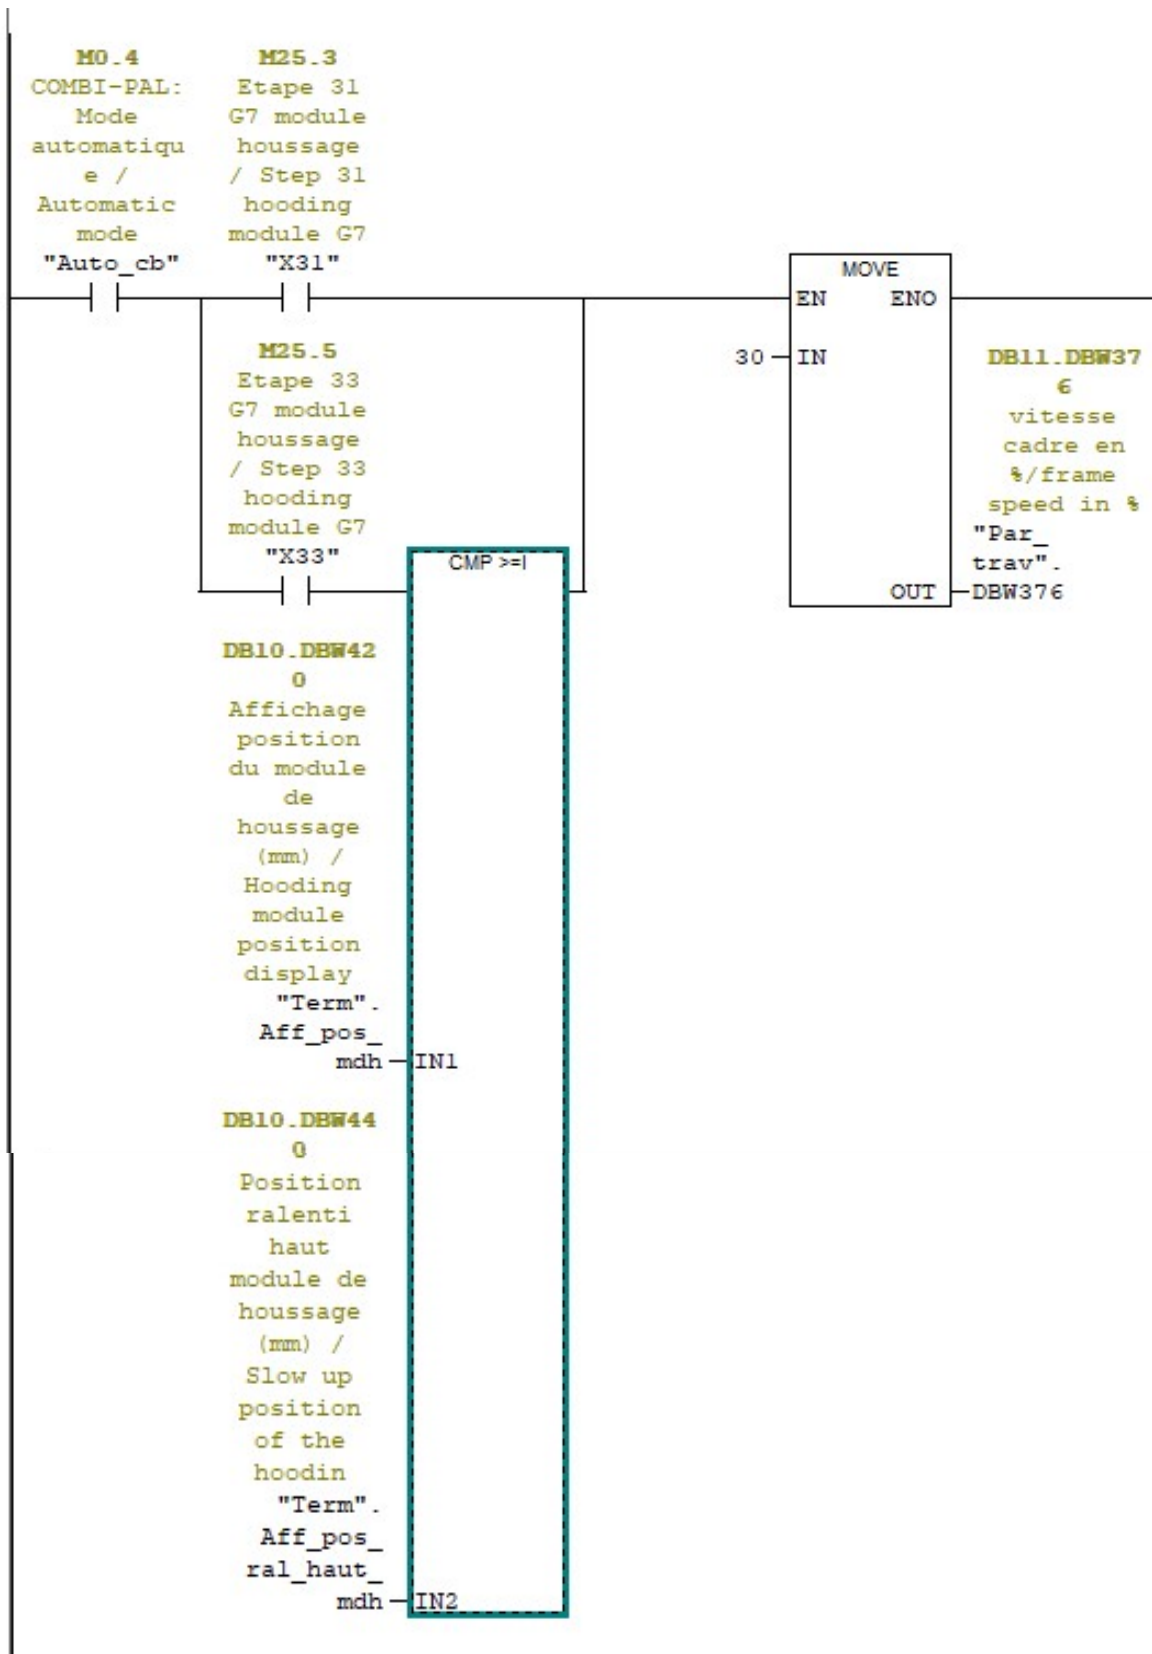 M0.4
COMBI-PAL:
Mode
automatiqu
e /
Automatic
mode
"Auto_cb"
M25.3
Etape 31
G7 module
houssage
/ Step 31
hooding
module G7
"X31"
M25.5
Etape 33
G7 module
houssage
/ Step 33
hooding
module G7
"X33"
CMP >=I
DB10.DBW42
0
Affichage
position
du module
de
houssage
(mm) /
Hooding
module
position
display
"Term".
Aff_pos_
mdh
IN1
DB10.DBW44
0
Position
ralenti
haut
module de
houssage
(mm) /
Slow up
position
of the
hoodin
"Term".
Aff_pos_
ral_haut_
mdh
IN2
MOVE
EN ENO
30 IN
DB11.DBW37
6
vitesse
cadre en
%/frame
speed in %
"Par_
trav".
OUT DBW376